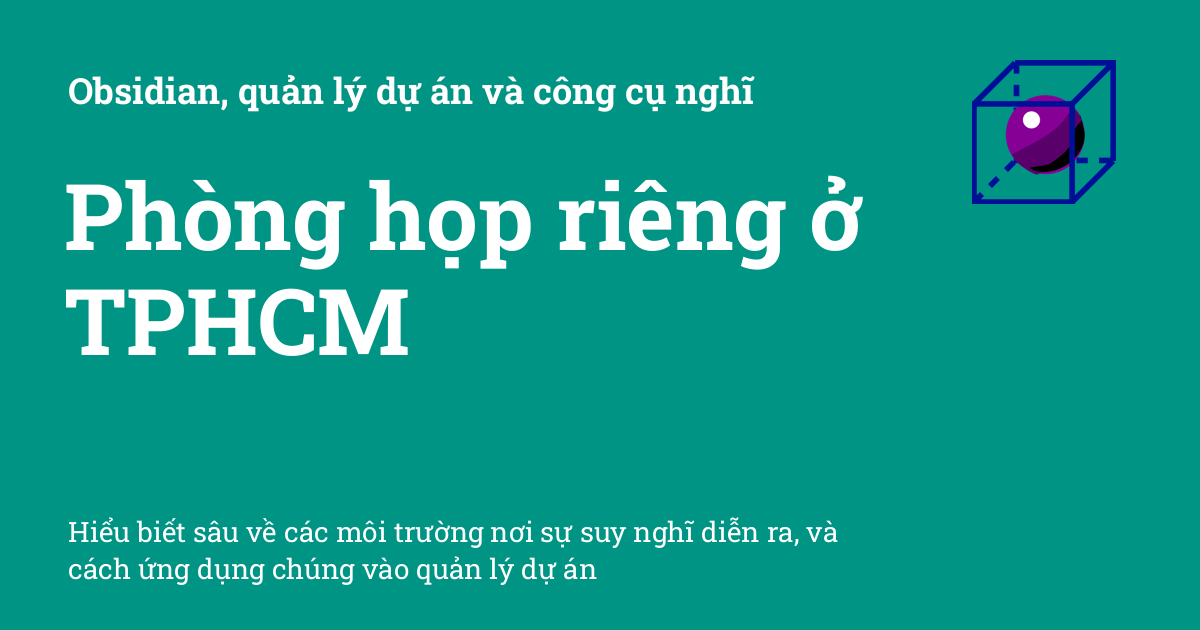 Obsidian, quản lý dự án và công cụ nghĩ
Phòng họp riêng ở
TPHCM
Hiểu biết sâu về các môi trường nơi sự suy nghĩ diễn ra, và
cách ứng dụng chúng vào quản lý dự án